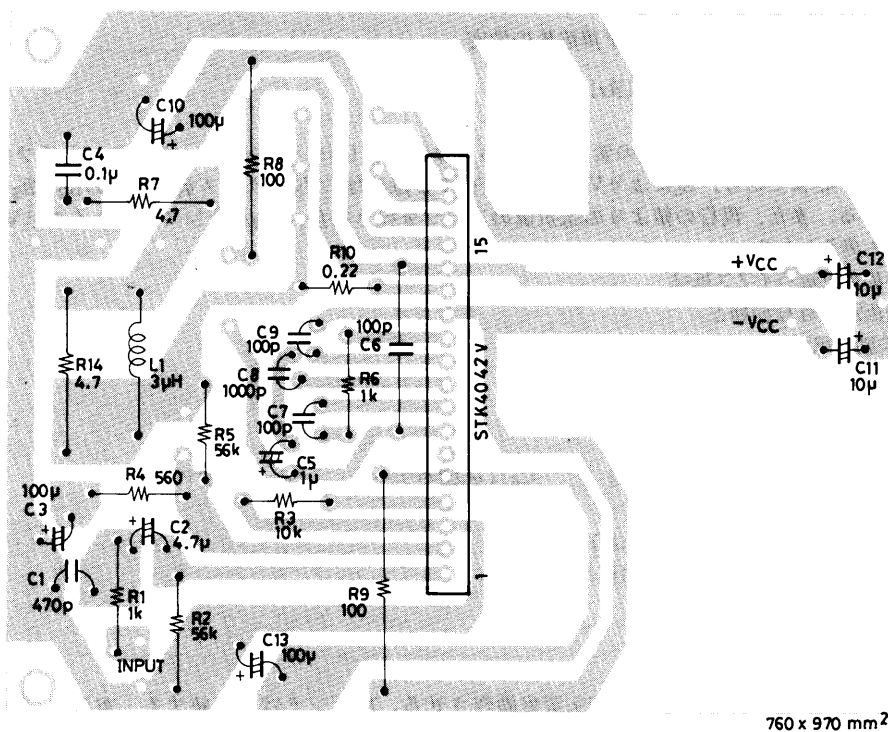 C10
100μ
C4
0.1μ
R7
4.7
R8
100
R10
0.22
15
+VCC
C12
10μ
-VCC
C11
10μ
C9
100p
100p
C6
C8
1000p
R6
1k
C7
100p
C5
1μ
R14
4.7
L1
3μH
R5
56k
STK4042V
R4
560
100μ
C3
C2
4.7μ
R3
10k
C1
470p
R1
1k
R2
56k
R9
100
1
INPUT
C13
100μ
760 x 970 mm²